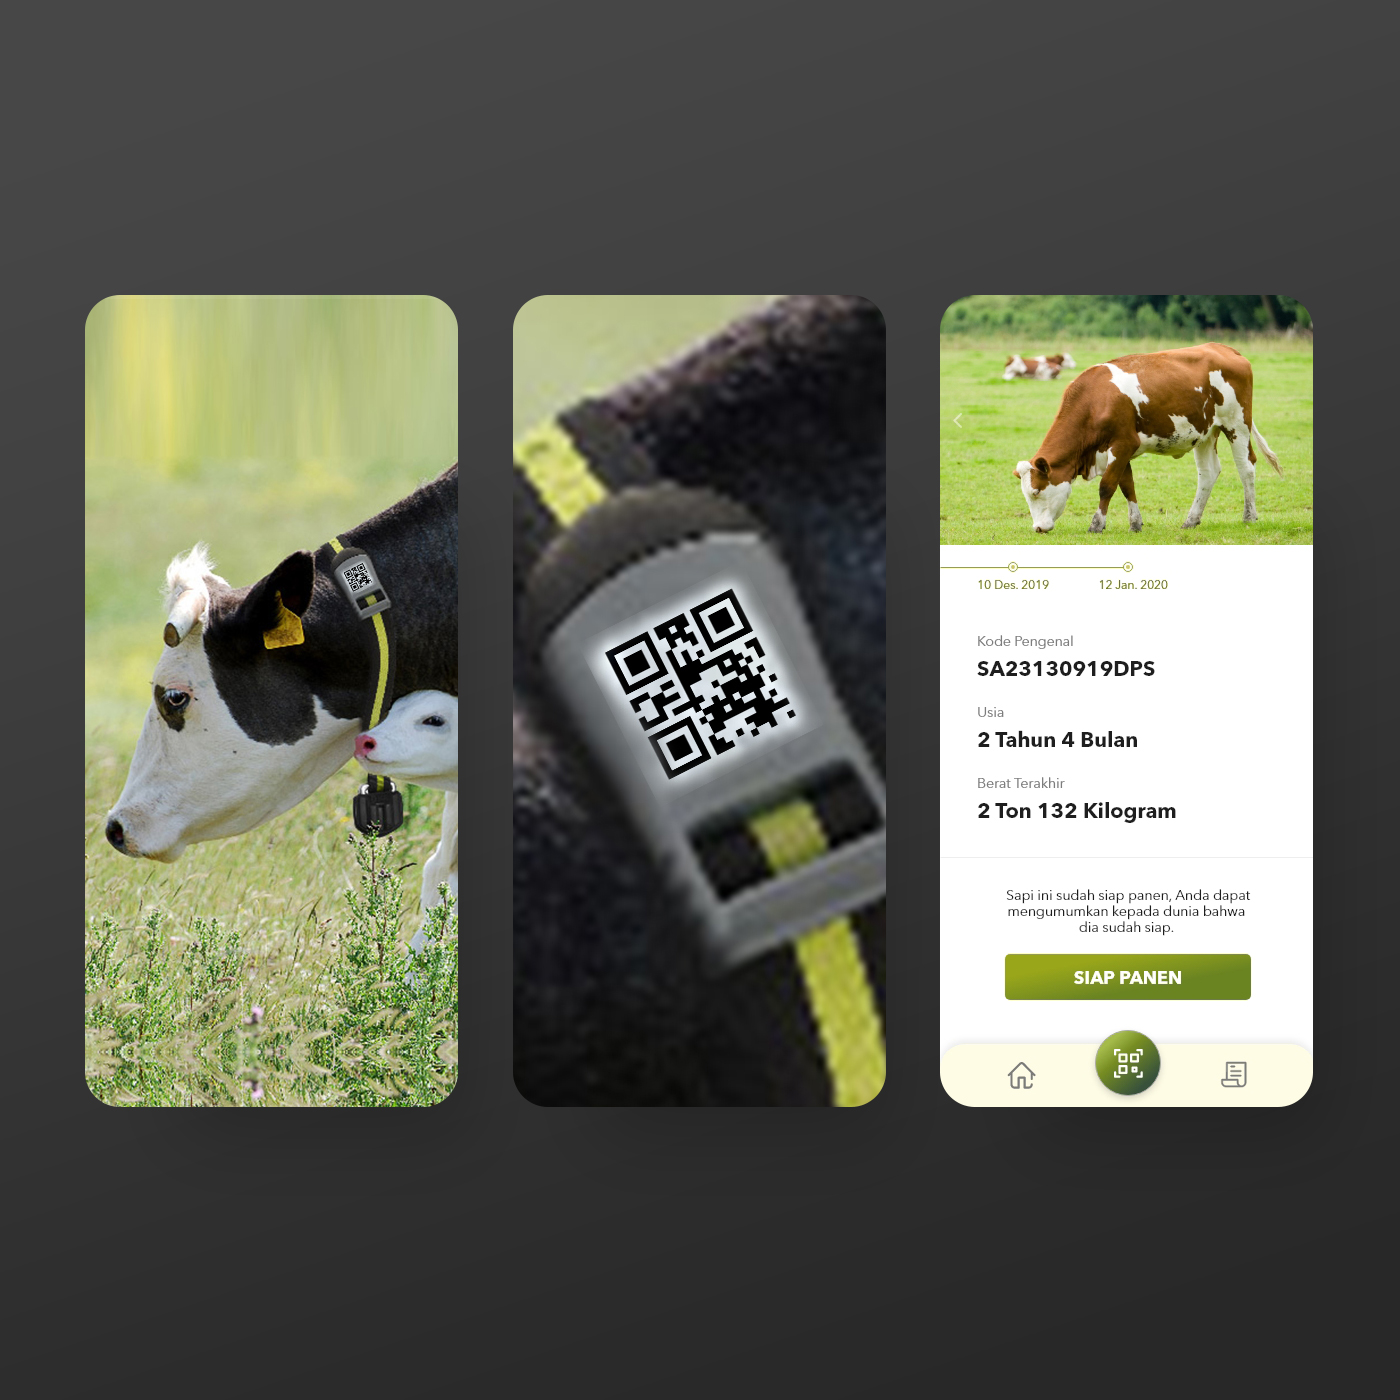 10 Des. 2019
12 Jan. 2020
Kode Pengenal
SA23130919DPS
Usia
2 Tahun 4 Bulan
Berat Terakhir
2 Ton 132 Kilogram
Sapi ini sudah siap panen, Anda dapat
mengumumkan kepada dunia bahwa
dia sudah siap.
SIAP PANEN